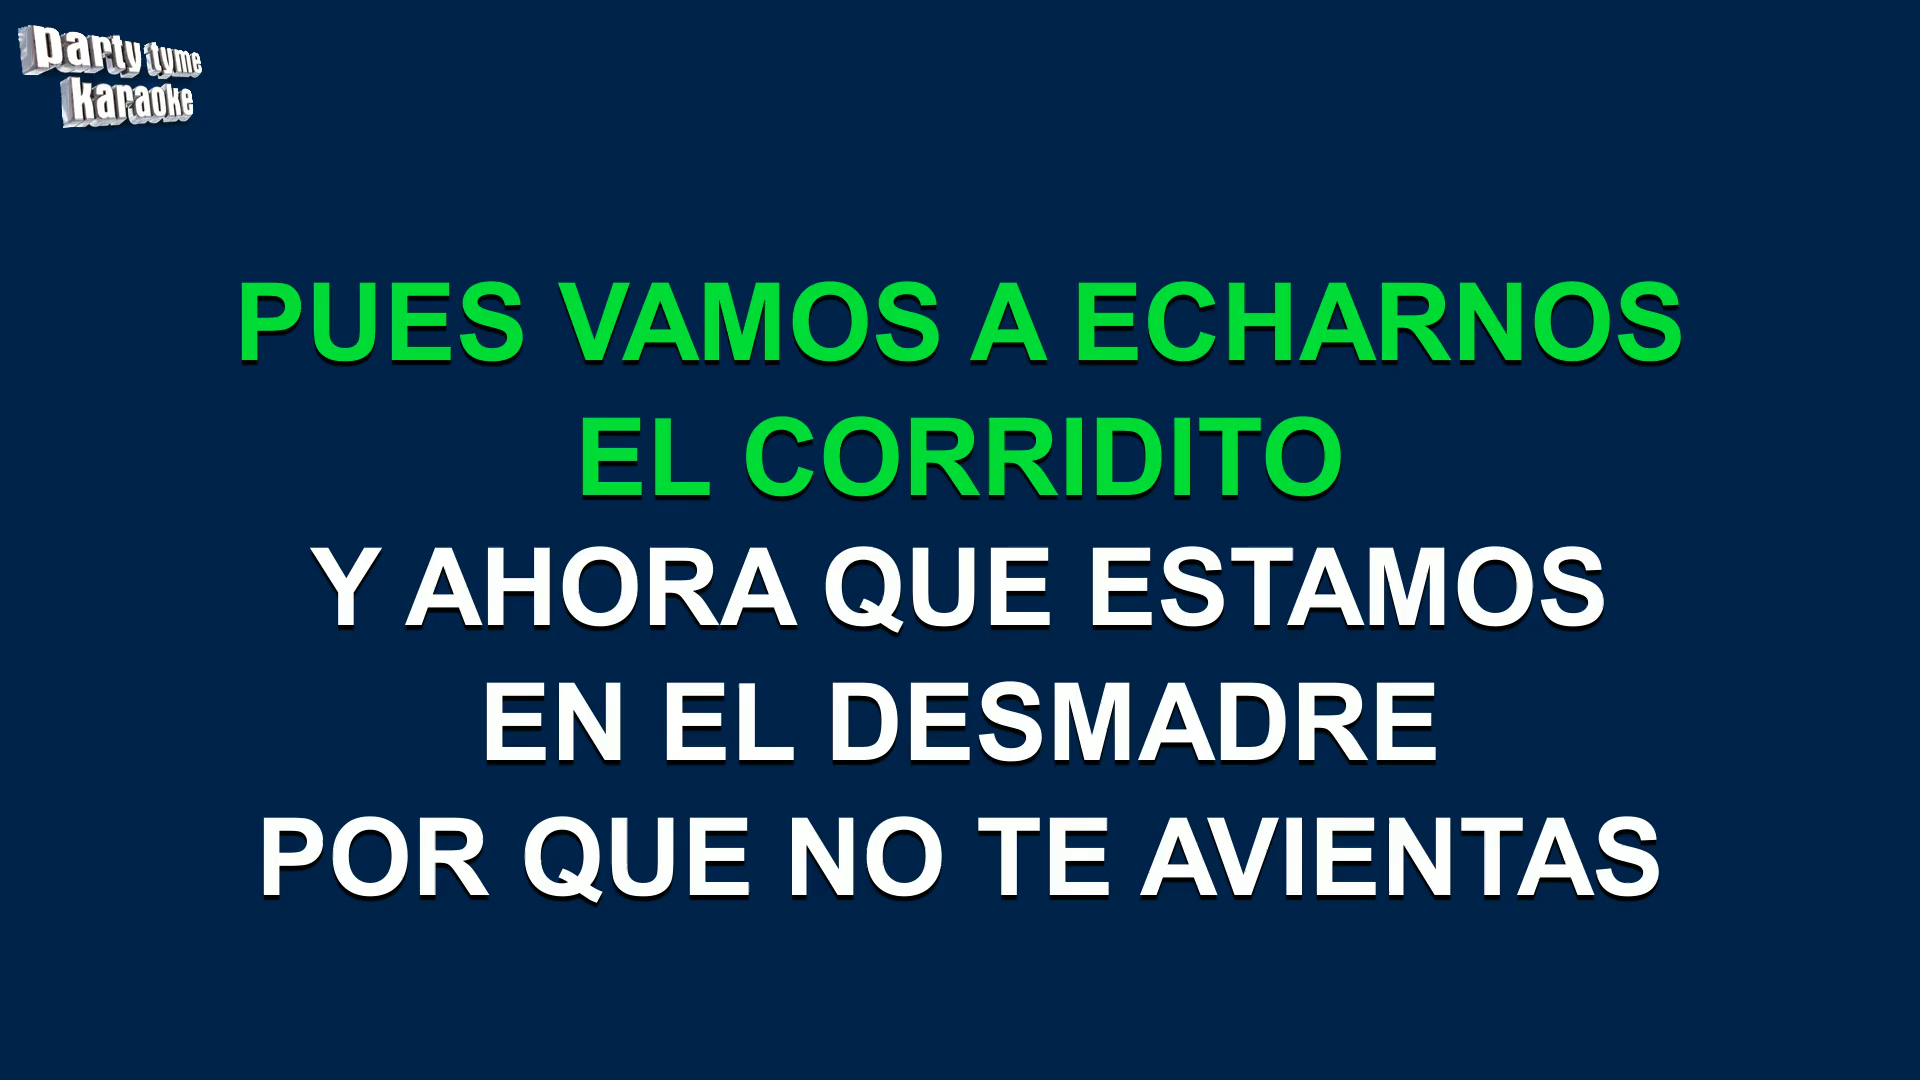 party tyme
karaoke
PUES VAMOS A ECHARNOS
EL CORRIDITO
Y AHORA QUE ESTAMOS
EN EL DESMADRE
POR QUE NO TE AVIENTAS